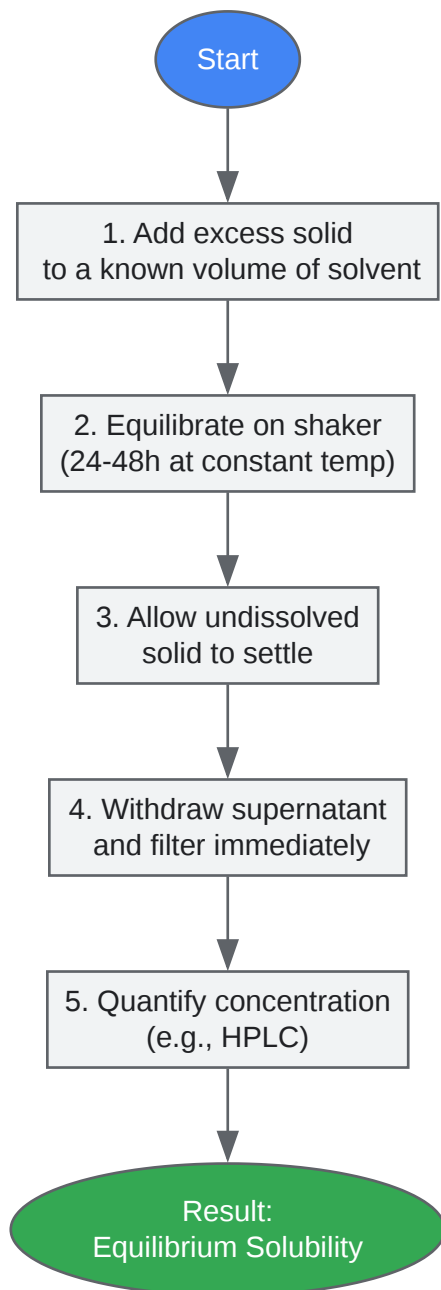 Start
1. Add excess solid
to a known volume of solvent
2. Equilibrate on shaker
(24-48h at constant temp)
3. Allow undissolved
solid to settle
4. Withdraw supernatant
and filter immediately
5. Quantify concentration
(e.g., HPLC)
Result:
Equilibrium Solubility